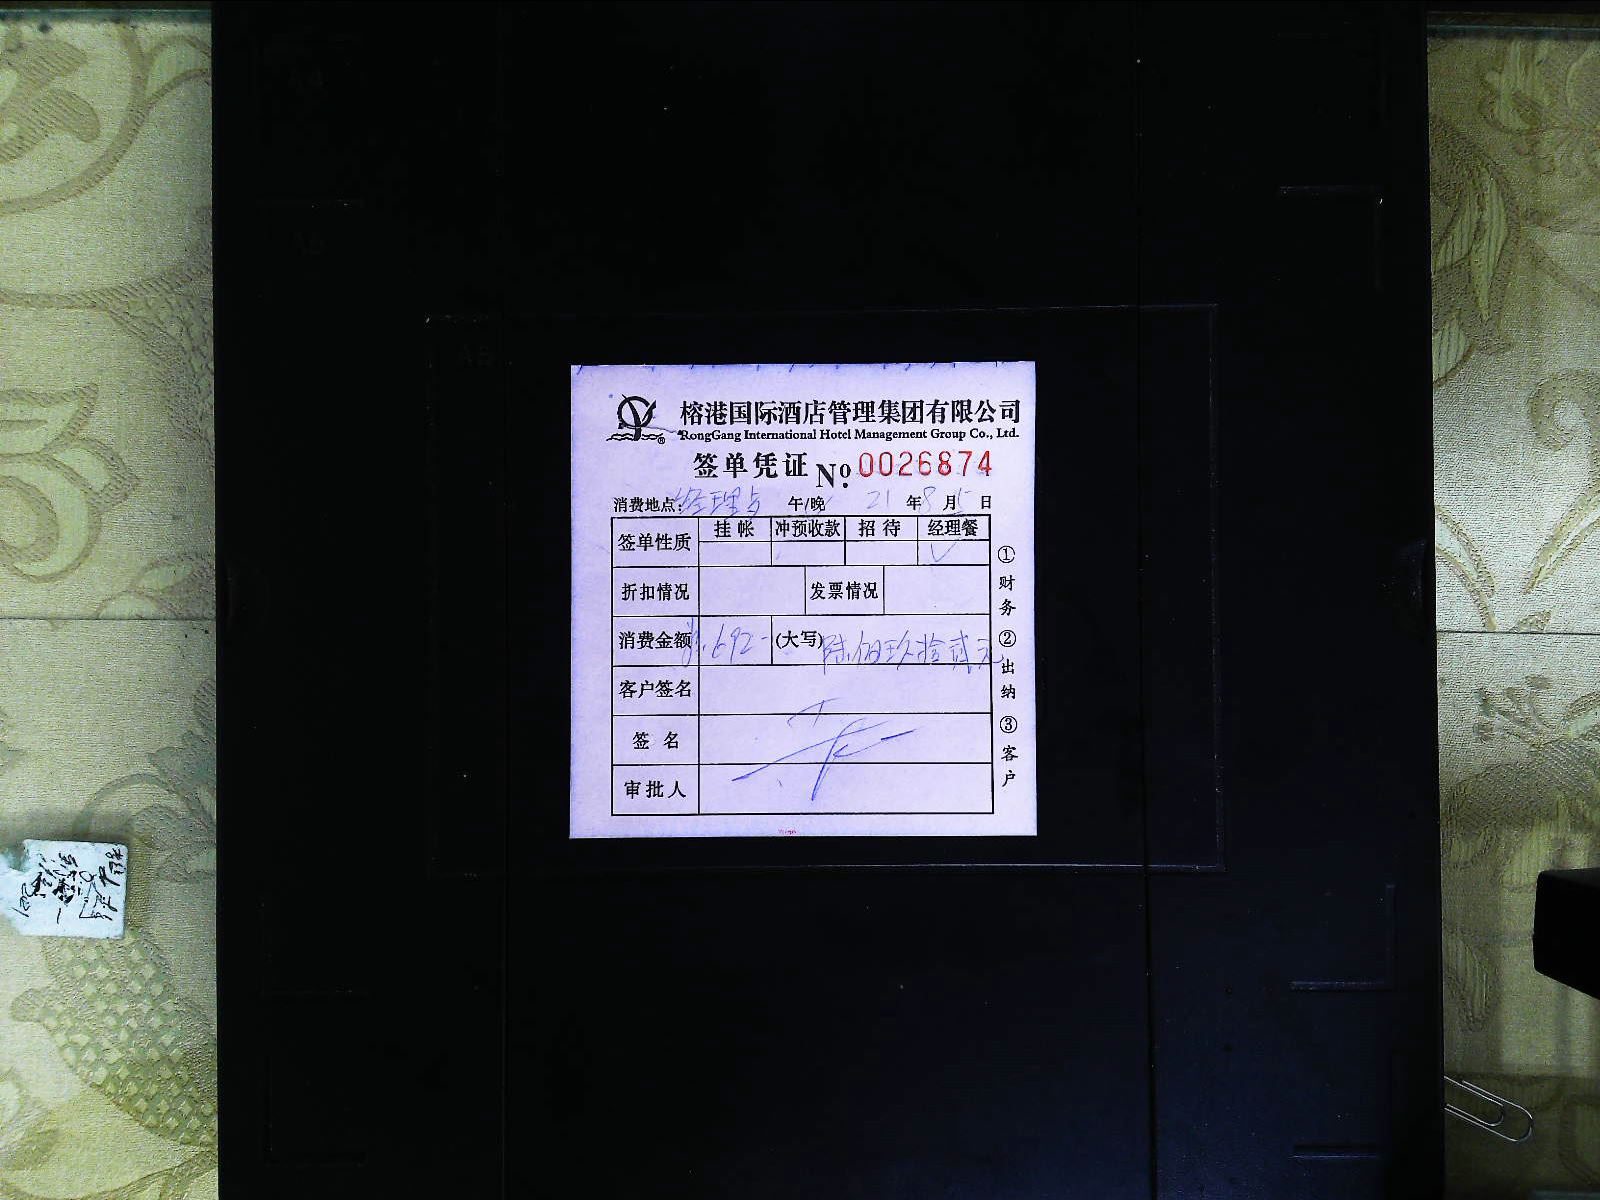 榕港国际酒店管理集团有限公司
RongGang International Hotel Management Group Co., Ltd.
签单凭证 No. 0026874
消费地点: 经理 午/晚 21 年 8 月 5 日
签单性质 挂帐 冲预收款 招待 经理餐
✓
折扣情况 发票情况
消费金额 ¥:692- (大写) 陆佰玖拾贰元
客户签名
签名
审批人
①财务 ②出纳 ③客户